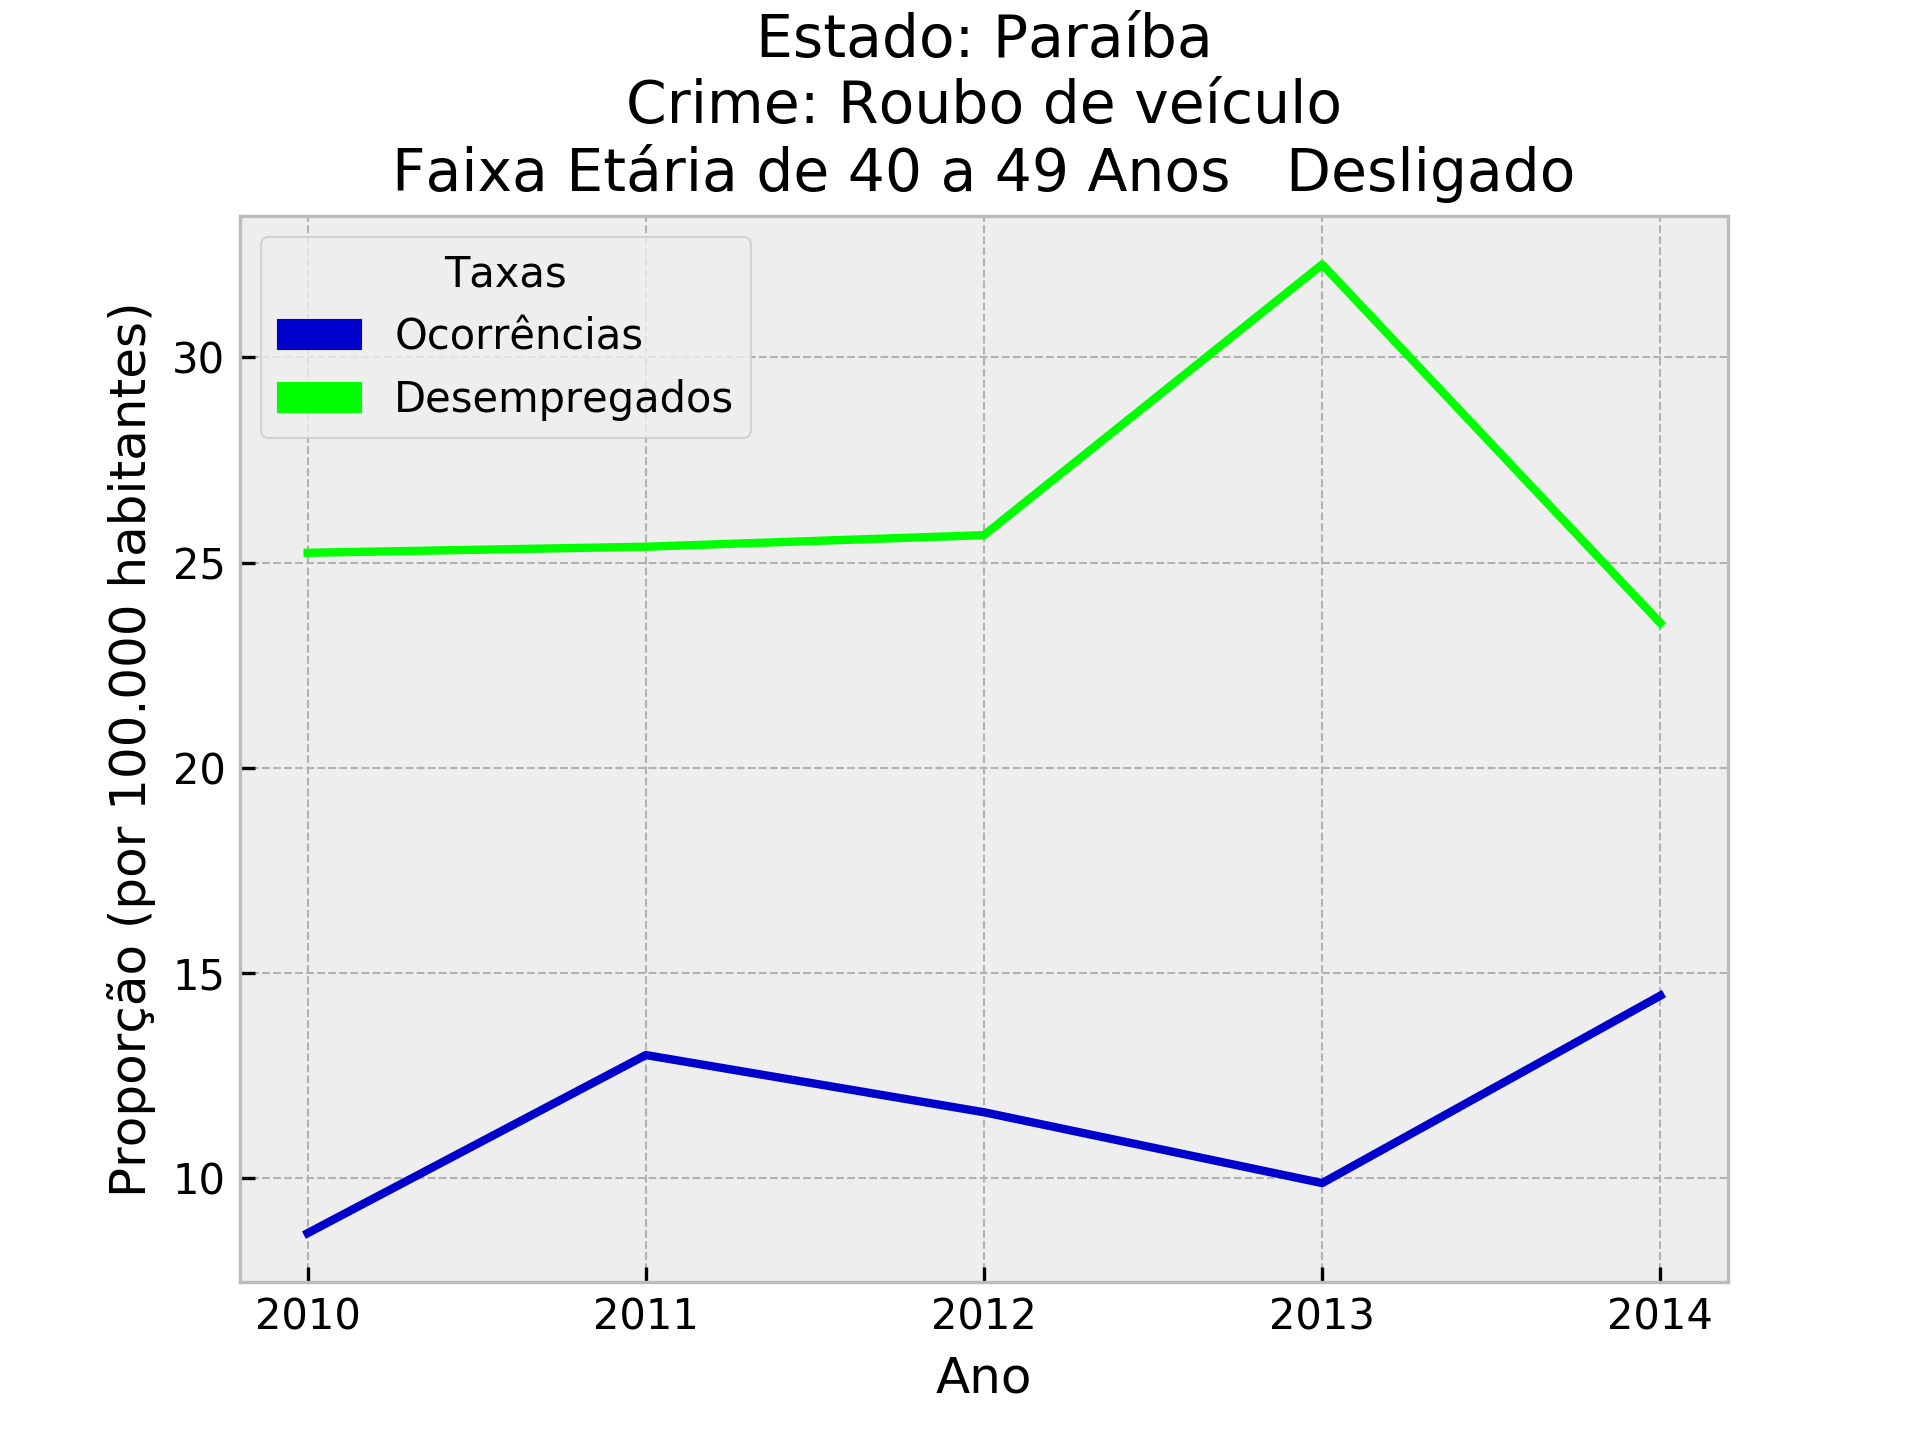 Estado: Paraíba
Crime: Roubo de veículo
Faixa Etária de 40 a 49 Anos   Desligado
Taxas
Ocorrências
Desempregados
Proporção (por 100.000 habitantes)
30
25
20
15
10
2010 2011 2012 2013 2014
Ano